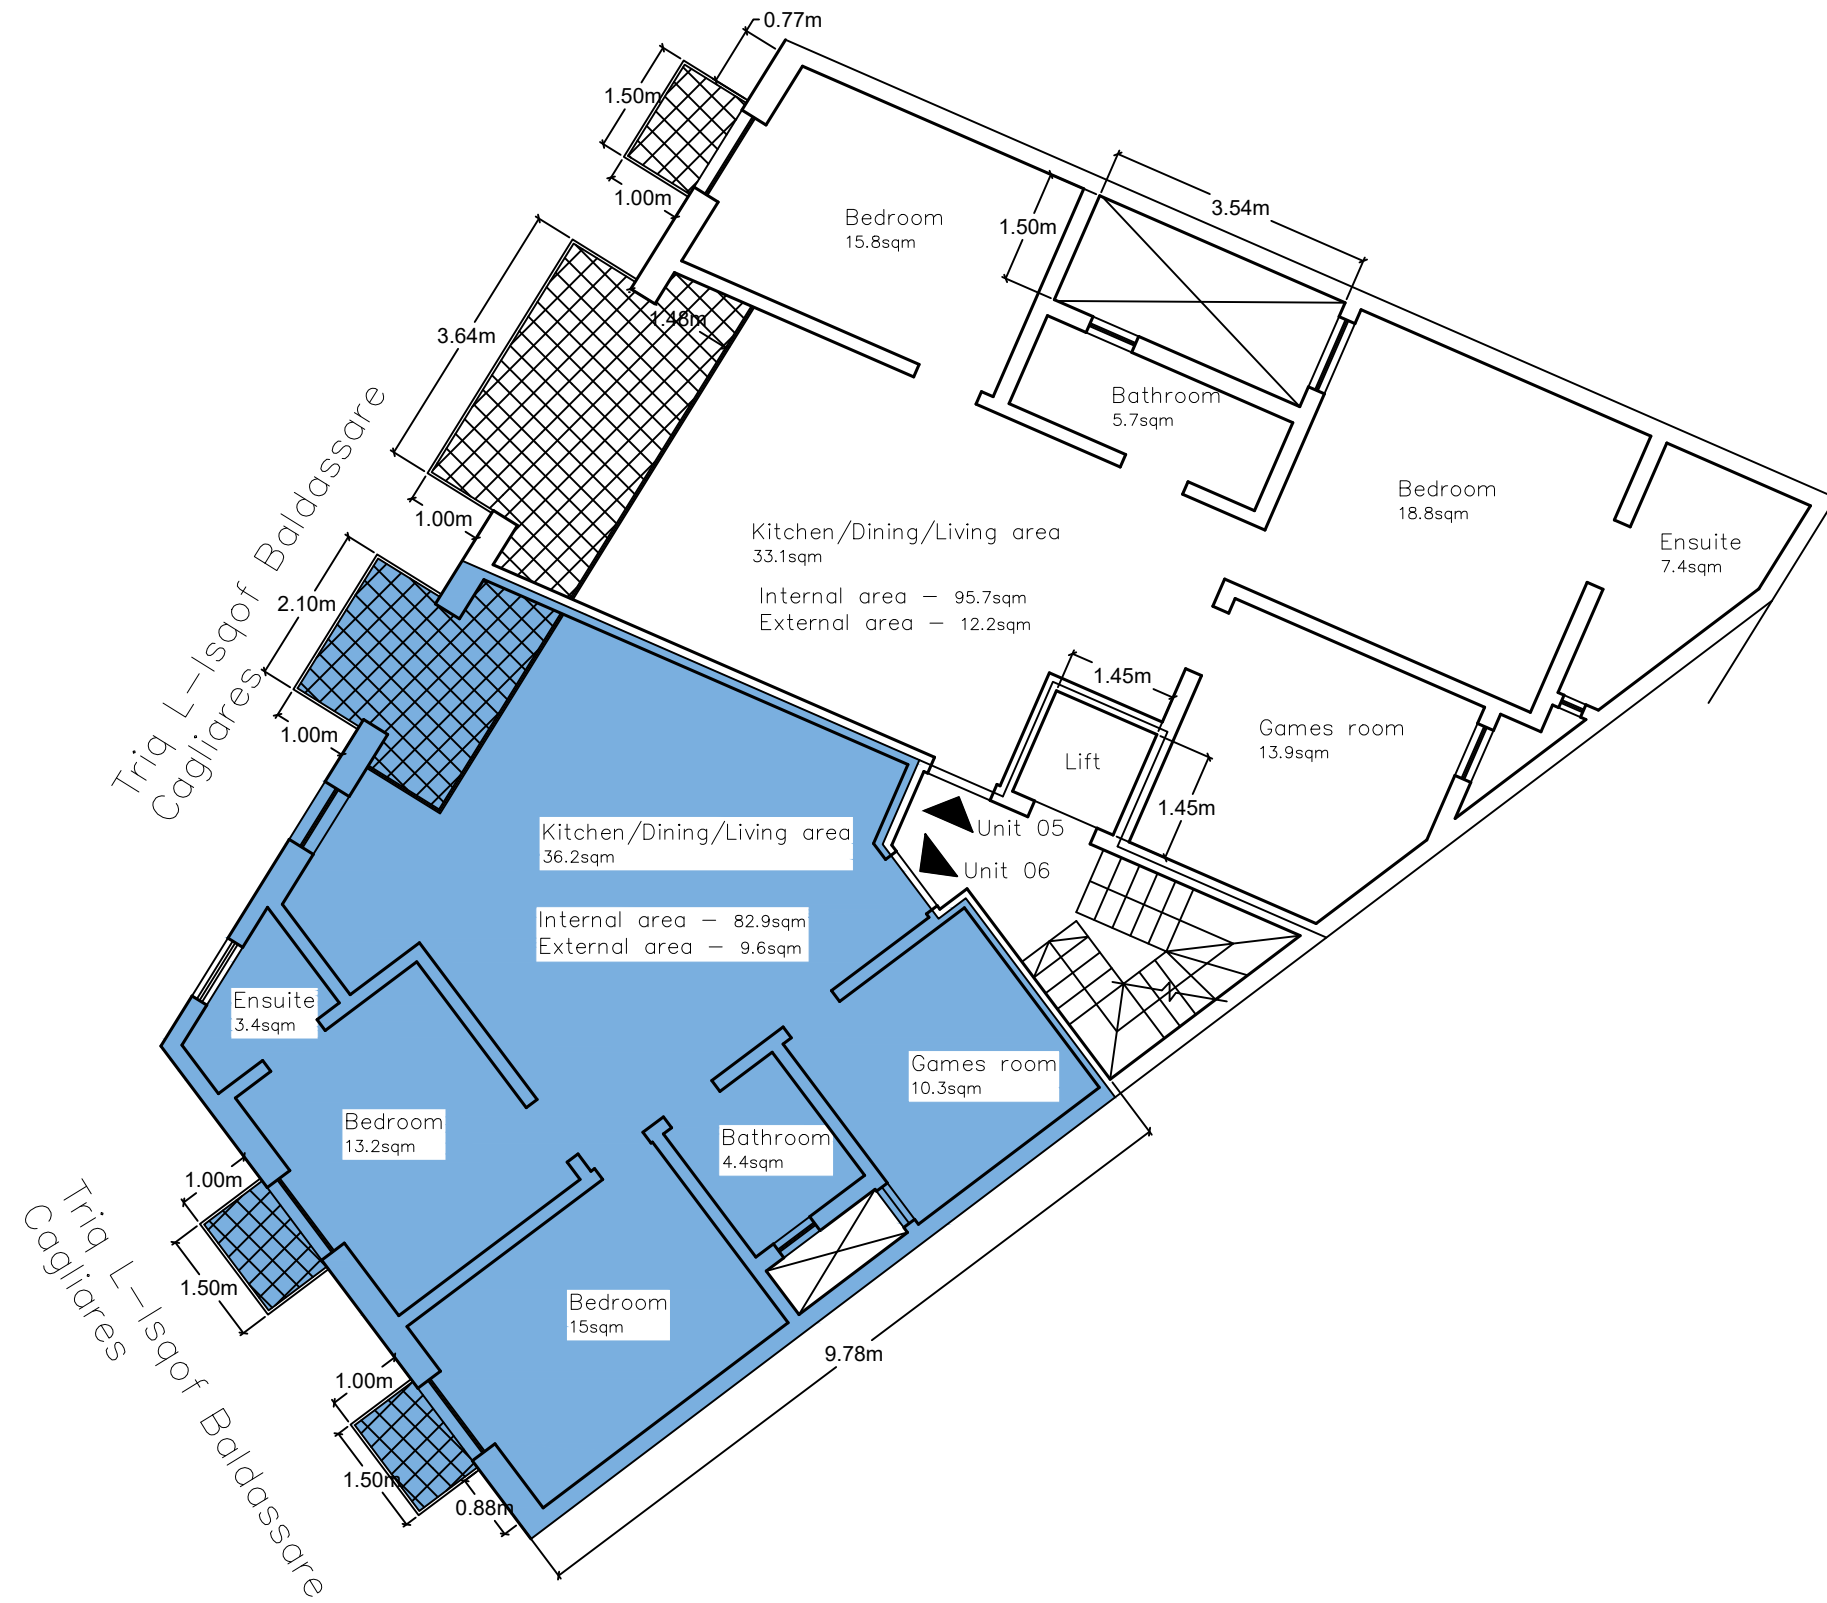 0.77m
1.50m
1.00m
3.54m
1.50m
Bedroom
15.8sqm
1.48m
3.64m
Bathroom
5.7sqm
Bedroom
18.8sqm
Ensuite
7.4sqm
1.00m
Kitchen/Dining/Living area
33.1sqm
Internal area - 95.7sqm
External area - 12.2sqm
Triq L-Isqof Baldassare
Cagliares
2.10m
1.00m
1.45m
Lift
1.45m
Games room
13.9sqm
Unit 05
Unit 06
Kitchen/Dining/Living area
36.2sqm
Internal area - 82.9sqm
External area - 9.6sqm
Ensuite
3.4sqm
Games room
10.3sqm
Bedroom
13.2sqm
Bathroom
4.4sqm
1.00m
1.50m
Triq L-Isqof Baldassare
Cagliares
Bedroom
15sqm
9.78m
1.00m
1.50m
0.88m